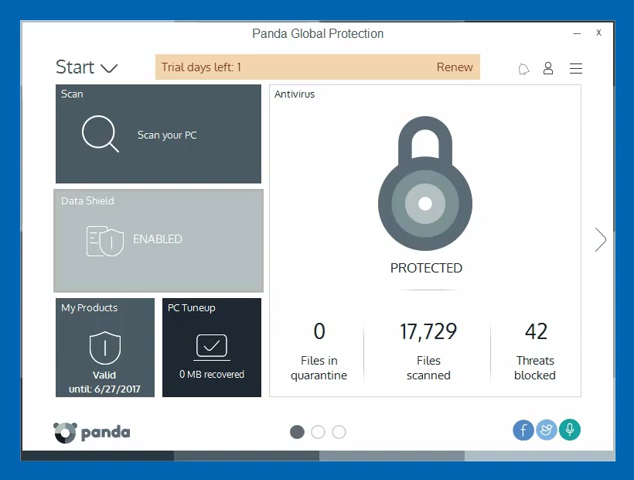 Panda Global Protection
Start
Trial days left: 1
Renew
Scan
Scan your PC
Data Shield
ENABLED
My Products
Valid
until: 6/27/2017
PC Tuneup
0 MB recovered
Antivirus
PROTECTED
0
Files in
quarantine
17,729
Files
scanned
42
Threats
blocked
panda